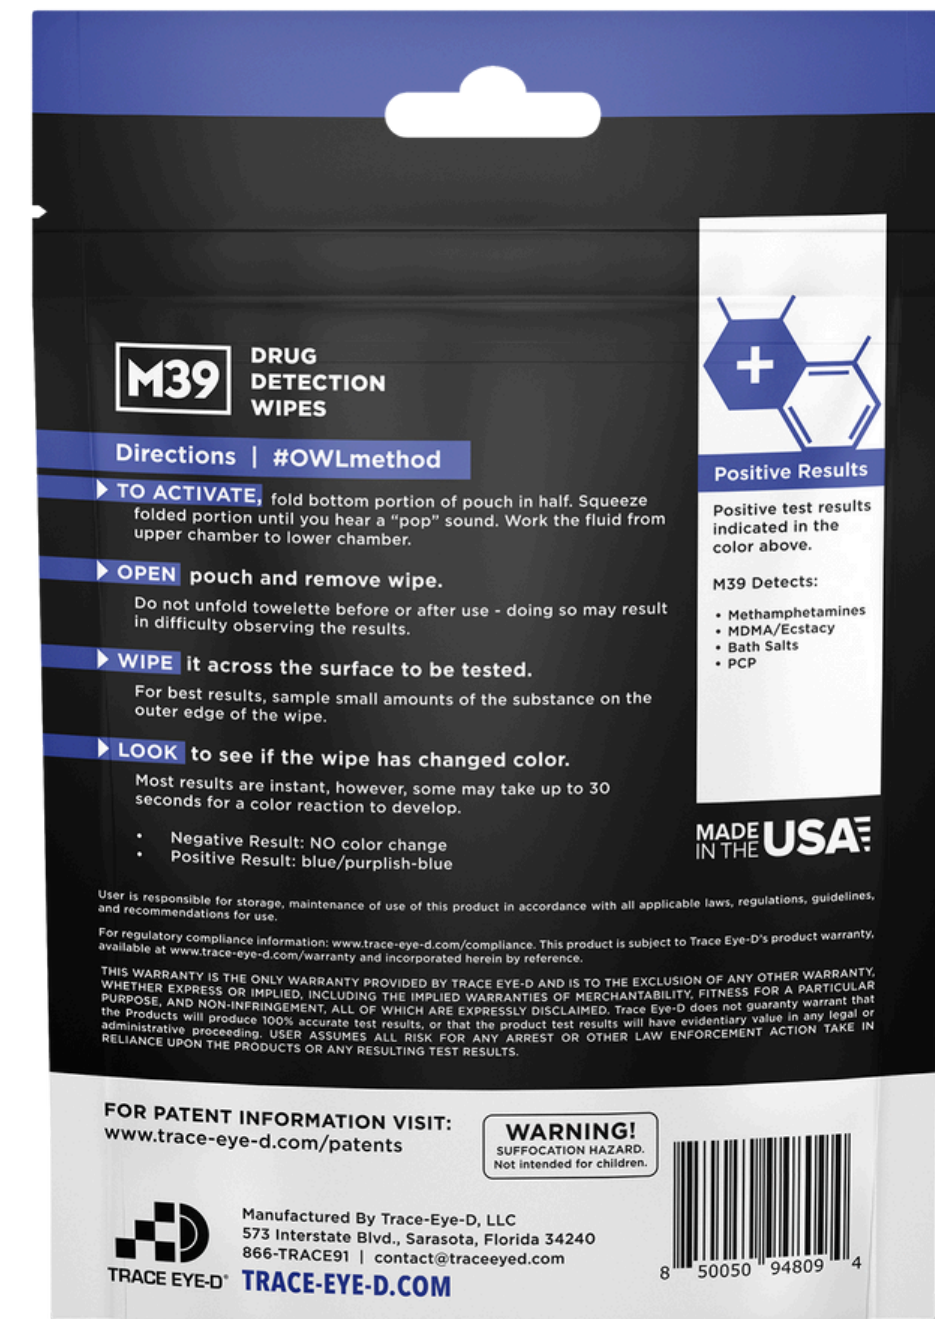 M39
DRUG
DETECTION
WIPES
Directions | #OWLmethod
TO ACTIVATE, fold bottom portion of pouch in half. Squeeze
folded portion until you hear a “pop” sound. Work the fluid from
upper chamber to lower chamber.
OPEN pouch and remove wipe.
Do not unfold towelette before or after use - doing so may result
in difficulty observing the results.
WIPE it across the surface to be tested.
For best results, sample small amounts of the substance on the
outer edge of the wipe.
LOOK to see if the wipe has changed color.
Most results are instant, however, some may take up to 30
seconds for a color reaction to develop.
• Negative Result: NO color change
• Positive Result: blue/purplish-blue
+
Positive Results
Positive test results
indicated in the
color above.
M39 Detects:
• Methamphetamines
• MDMA/Ecstacy
• Bath Salts
• PCP
MADE
IN THE USA
User is responsible for storage, maintenance of use of this product in accordance with all applicable laws, regulations, guidelines,
and recommendations for use.
For regulatory compliance information: www.trace-eye-d.com/compliance. This product is subject to Trace Eye-D's product warranty,
available at www.trace-eye-d.com/warranty and incorporated herein by reference.
THIS WARRANTY IS THE ONLY WARRANTY PROVIDED BY TRACE EYE-D AND IS TO THE EXCLUSION OF ANY OTHER WARRANTY,
WHETHER EXPRESS OR IMPLIED, INCLUDING THE IMPLIED WARRANTIES OF MERCHANTABILITY, FITNESS FOR A PARTICULAR
PURPOSE, AND NON-INFRINGEMENT, ALL OF WHICH ARE EXPRESSLY DISCLAIMED. Trace Eye-D does not guaranty warrant that
the Products will produce 100% accurate test results, or that the product test results will have evidentiary value in any legal or
administrative proceeding. USER ASSUMES ALL RISK FOR ANY ARREST OR OTHER LAW ENFORCEMENT ACTION TAKE IN
RELIANCE UPON THE PRODUCTS OR ANY RESULTING TEST RESULTS.
FOR PATENT INFORMATION VISIT:
www.trace-eye-d.com/patents
WARNING!
SUFFOCATION HAZARD.
Not intended for children.
TRACE EYE-D®
Manufactured By Trace-Eye-D, LLC
573 Interstate Blvd., Sarasota, Florida 34240
866-TRACE91 | contact@traceeyed.com
TRACE-EYE-D.COM
8 50050 94809 4